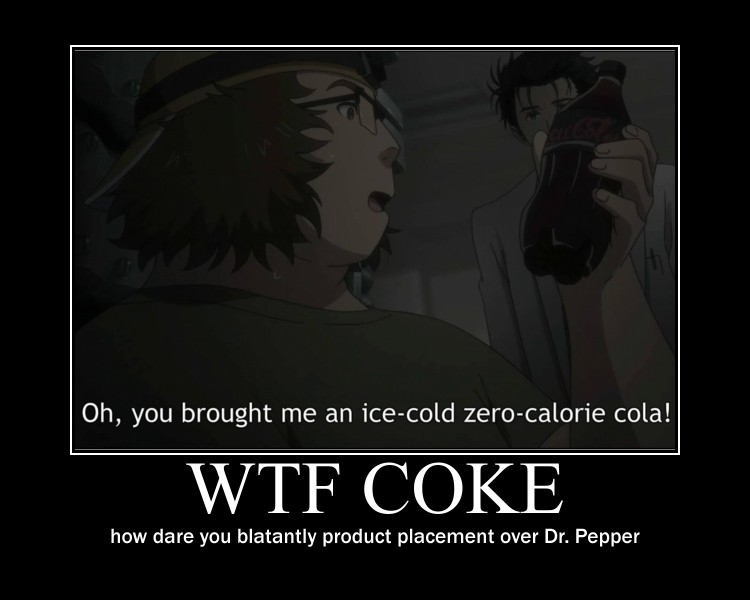 Oh, you brought me an ice-cold zero-calorie cola!
WTF COKE
how dare you blatantly product placement over Dr. Pepper